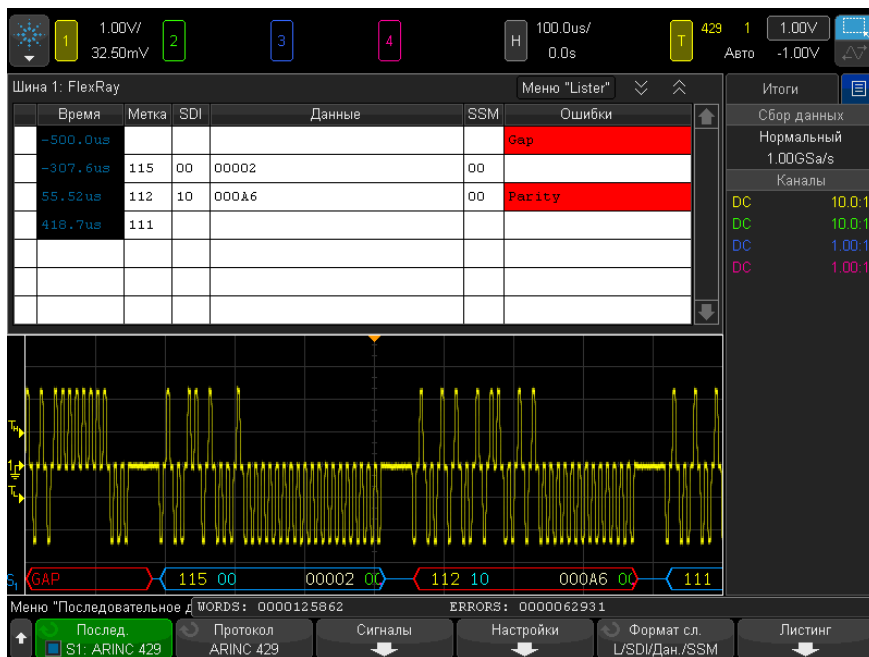 1 1.00V/ 2 3 4 H 100.0us/ T 429 1 1.00V
32.50mV 0.0s Авто -1.00V
Шина 1: FlexRay Меню "Lister" Итоги
Время Метка SDI Данные SSM Ошибки
-500.0us Gap
-307.6us 115 00 00002 00
55.52us 112 10 000A6 00 Parity
418.7us 111
Сбор данных
Нормальный
1.00GSa/s
Каналы
DC 10.0:1
DC 10.0:1
DC 1.00:1
DC 1.00:1
TH
1
TL
S1 GAP 115 00 00002 00 112 10 000A6 00 111
Меню "Последовательное д WORDS: 0000125862 ERRORS: 0000062931
Послед. Протокол Сигналы Настройки Формат сл. Листинг
S1: ARINC 429 ARINC 429 L/SDI/Дан./SSM